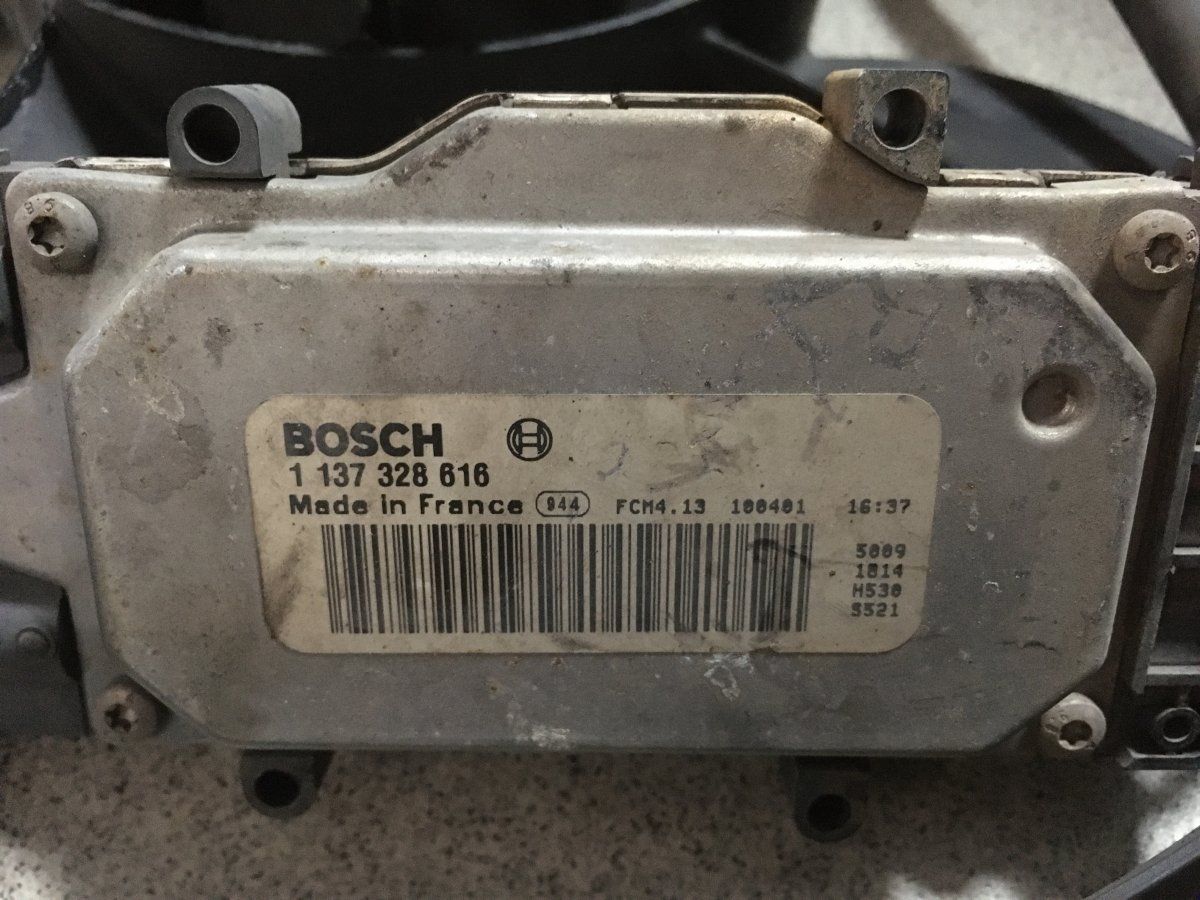 BOSCH
1 137 328 616
Made in France 944 FCM4.13 100401 16:37
5009
1014
H530
S521